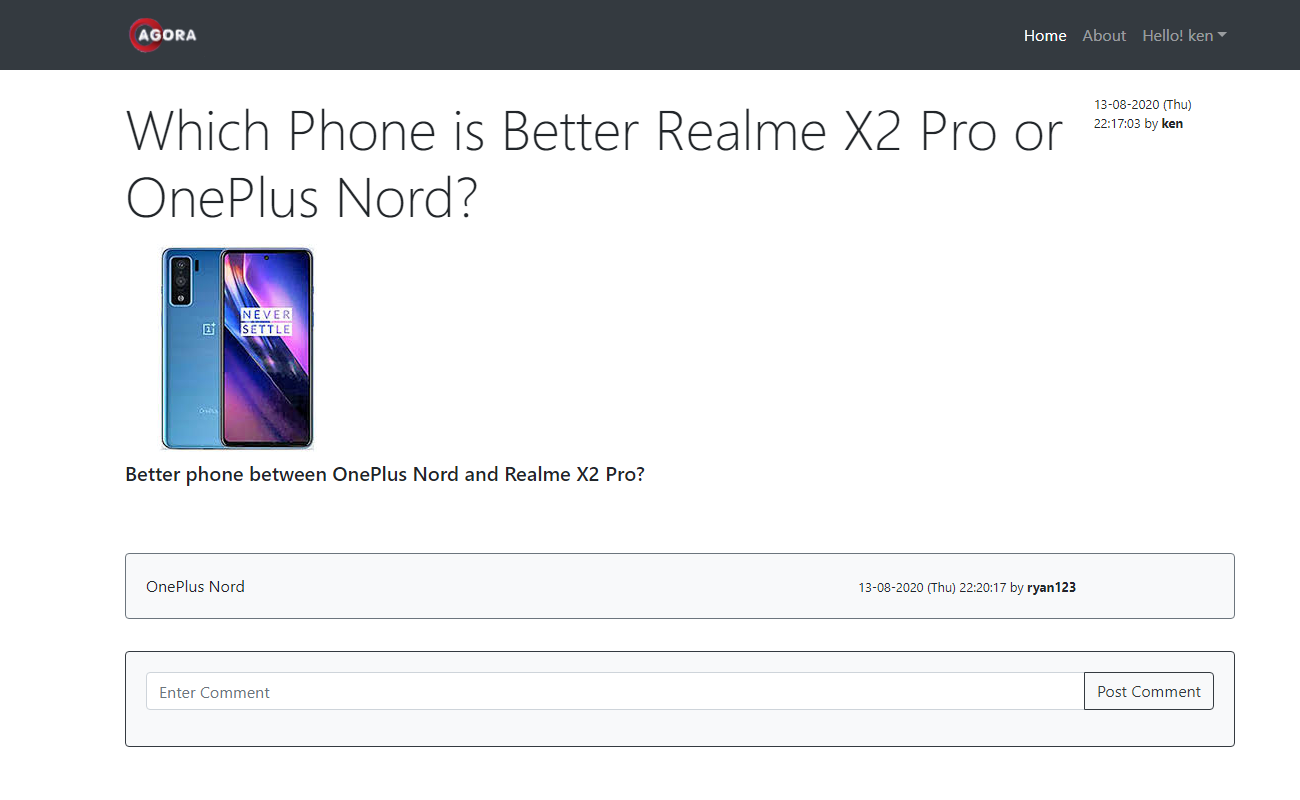 AGORA
Home About Hello! ken
Which Phone is Better Realme X2 Pro or
OnePlus Nord?
13-08-2020 (Thu)
22:17:03 by ken
NEVER
SETTLE
OnePlus
Better phone between OnePlus Nord and Realme X2 Pro?
OnePlus Nord
13-08-2020 (Thu) 22:20:17 by ryan123
Enter Comment
Post Comment